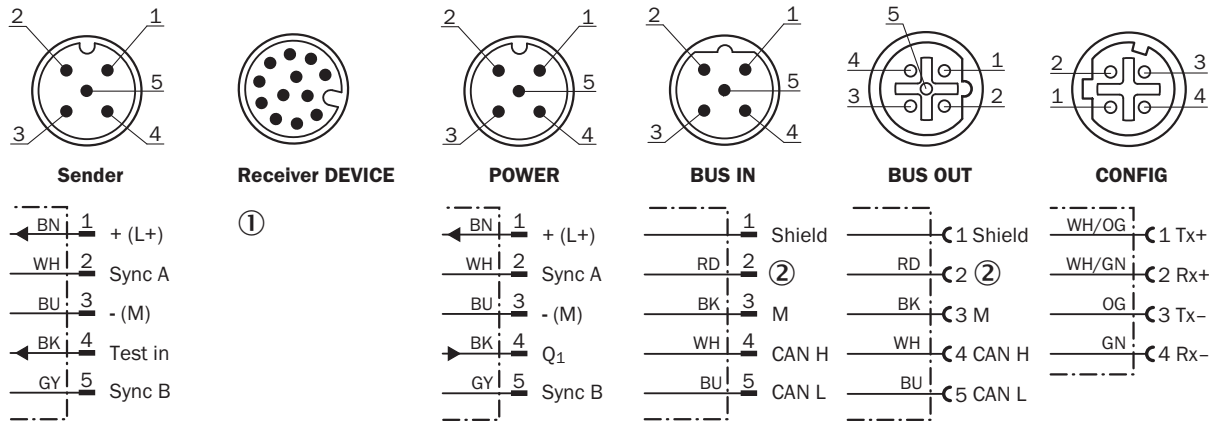 2 1 5 3 4
2 1 5 3 4
2 1 5 3 4
5 4 1 3 2
2 3 1 4
Sender
Receiver DEVICE
POWER
BUS IN
BUS OUT
CONFIG
BN 1 + (L+)
WH 2 Sync A
BU 3 - (M)
BK 4 Test in
GY 5 Sync B
①
BN 1 + (L+)
WH 2 Sync A
BU 3 - (M)
BK 4 Q1
GY 5 Sync B
1 Shield
RD 2 ②
BK 3 M
WH 4 CAN H
BU 5 CAN L
1 Shield
RD 2 ②
BK 3 M
WH 4 CAN H
BU 5 CAN L
WH/OG 1 Tx+
WH/GN 2 Rx+
OG 3 Tx–
GN 4 Rx–